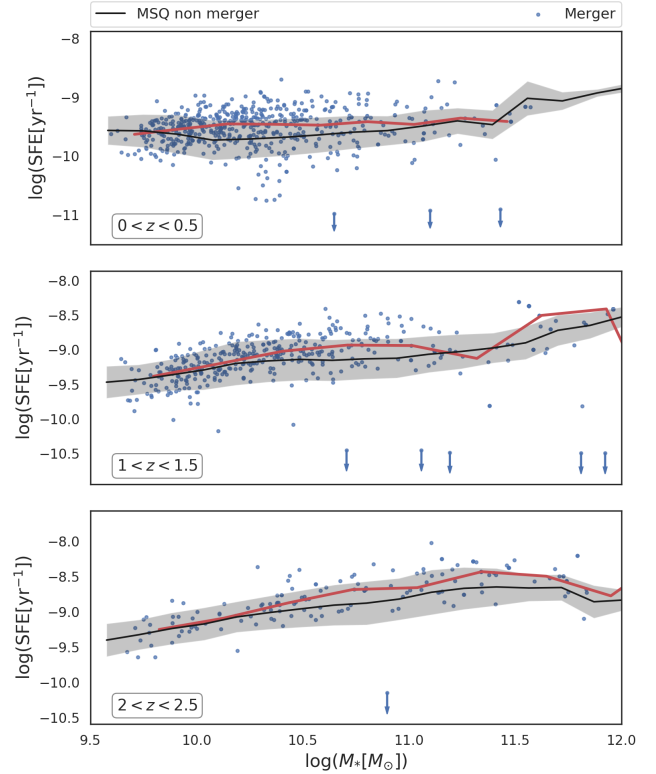 MSQ non merger Merger
−8
−9
−10
−11
log(SFE[yr⁻¹])
0 < z < 0.5
−8.0
−8.5
−9.0
−9.5
−10.0
−10.5
log(SFE[yr⁻¹])
1 < z < 1.5
−8.0
−8.5
−9.0
−9.5
−10.0
−10.5
log(SFE[yr⁻¹])
2 < z < 2.5
9.5 10.0 10.5 11.0 11.5 12.0
log(M*[M⊙])